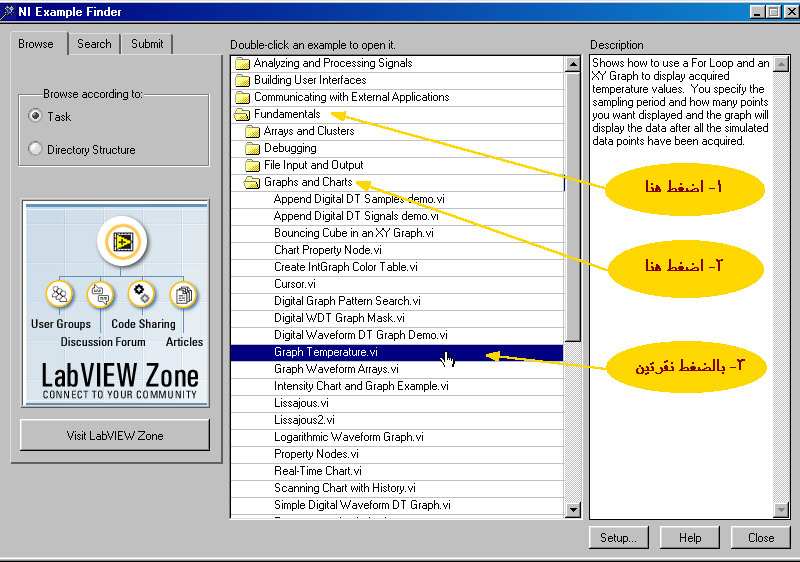 NI Example Finder
Browse
Search
Submit
Browse according to:
Task
Directory Structure
User Groups
Code Sharing
Discussion Forum
Articles
LabVIEW Zone
CONNECT TO YOUR COMMUNITY
Visit LabVIEW Zone
Double-click an example to open it.
Analyzing and Processing Signals
Building User Interfaces
Communicating with External Applications
Fundamentals
Arrays and Clusters
Debugging
File Input and Output
Graphs and Charts
Append Digital DT Samples demo.vi
Append Digital DT Signals demo.vi
Bouncing Cube in an XY Graph.vi
Chart Property Node.vi
Create IntGraph Color Table.vi
Cursor.vi
Digital Graph Pattern Search.vi
Digital WDT Graph Mask.vi
Digital Waveform DT Graph Demo.vi
Graph Temperature.vi
Graph Waveform Arrays.vi
Intensity Chart and Graph Example.vi
Lissajous.vi
Lissajous2.vi
Logarithmic Waveform Graph.vi
Property Nodes.vi
Real-Time Chart.vi
Scanning Chart with History.vi
Simple Digital Waveform DT Graph.vi
Description
Shows how to use a For Loop and an
XY Graph to display acquired
temperature values. You specify the
sampling period and how many points
you want displayed and the graph will
display the data after all the simulated
data points have been acquired.
١- اضغط هنا
٢- اضغط هنا
٣- بالضغط نقرتين
Setup...
Help
Close